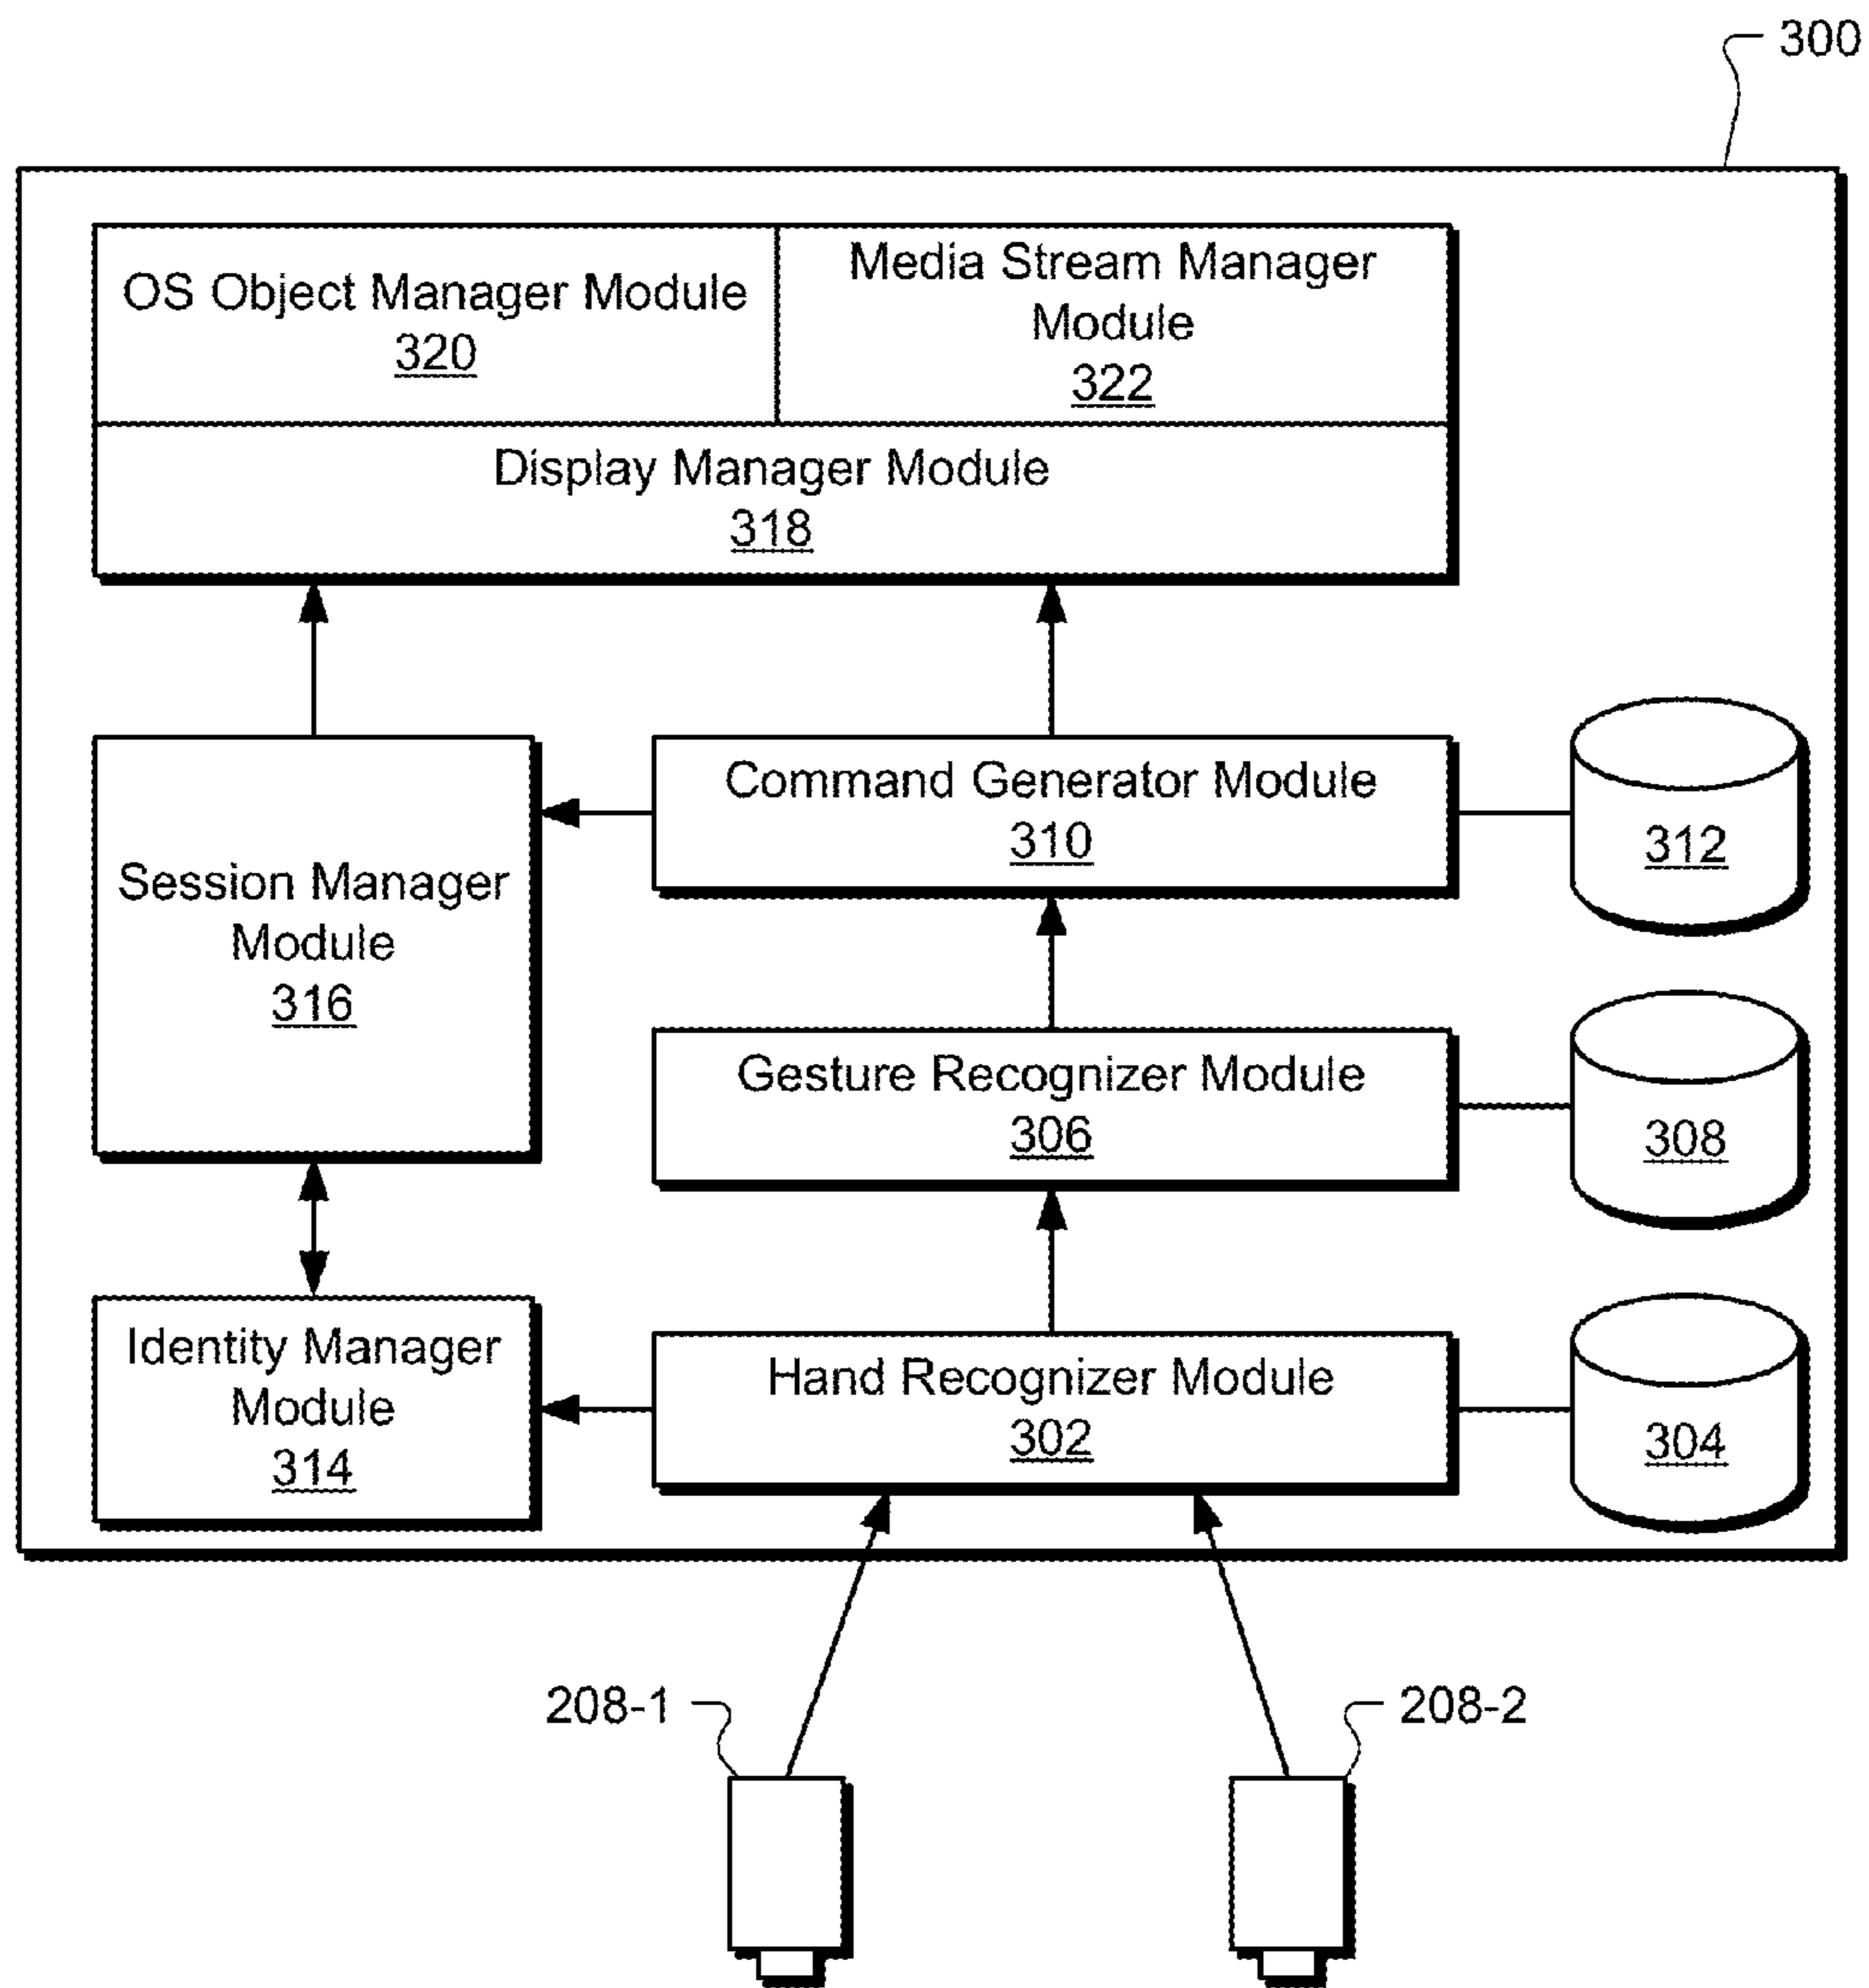 300
OS Object Manager Module
320
Media Stream Manager
Module
322
Display Manager Module
318
Session Manager
Module
316
Command Generator Module
310
312
Gesture Recognizer Module
306
308
Identity Manager
Module
314
Hand Recognizer Module
302
304
208-1
208-2